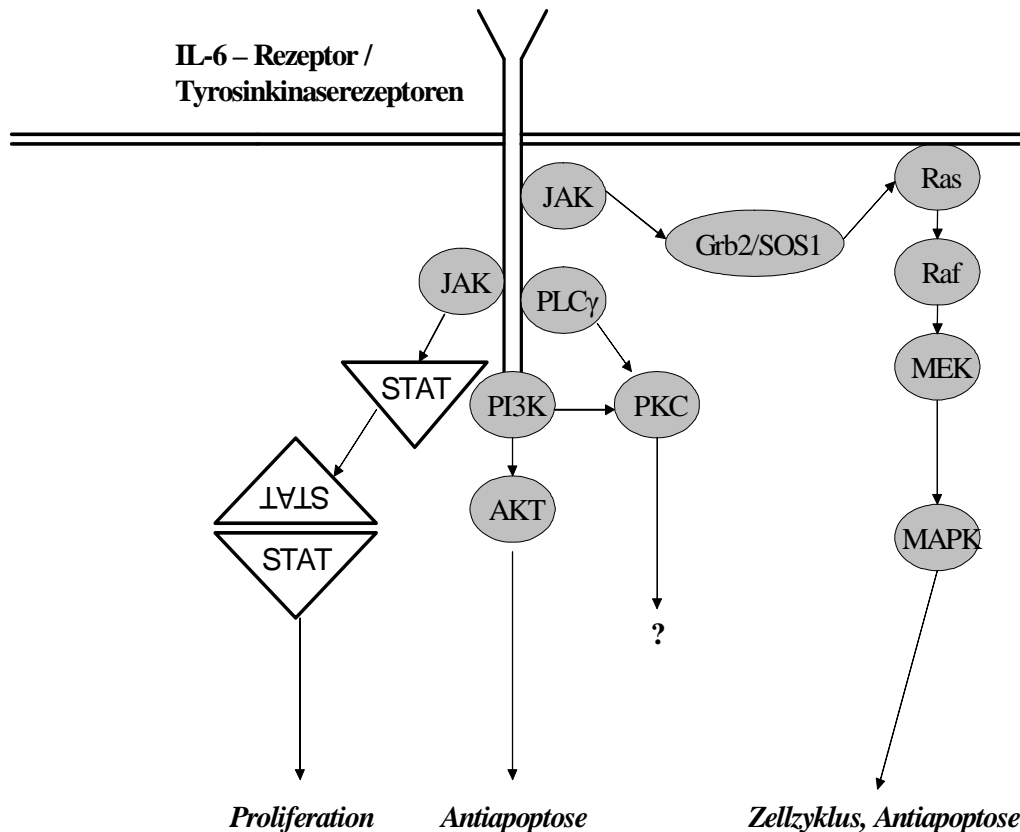 IL-6 – Rezeptor /
Tyrosinkinaserezeptoren
JAK
Ras
Grb2/SOS1
JAK
PLCγ
Raf
STAT
PI3K
PKC
MEK
STAT
AKT
STAT
MAPK
?
Proliferation
Antiapoptose
Zellzyklus, Antiapoptose